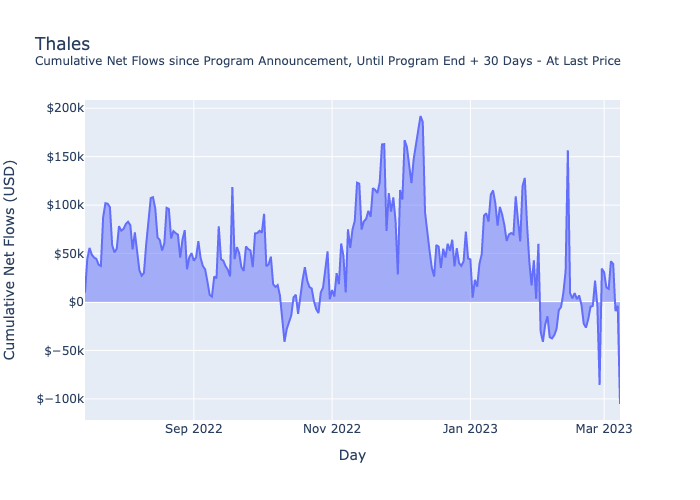 Thales
Cumulative Net Flows since Program Announcement, Until Program End + 30 Days - At Last Price
Cumulative Net Flows (USD)
$200k
$150k
$100k
$50k
$0
$−50k
$−100k
Sep 2022
Nov 2022
Jan 2023
Mar 2023
Day